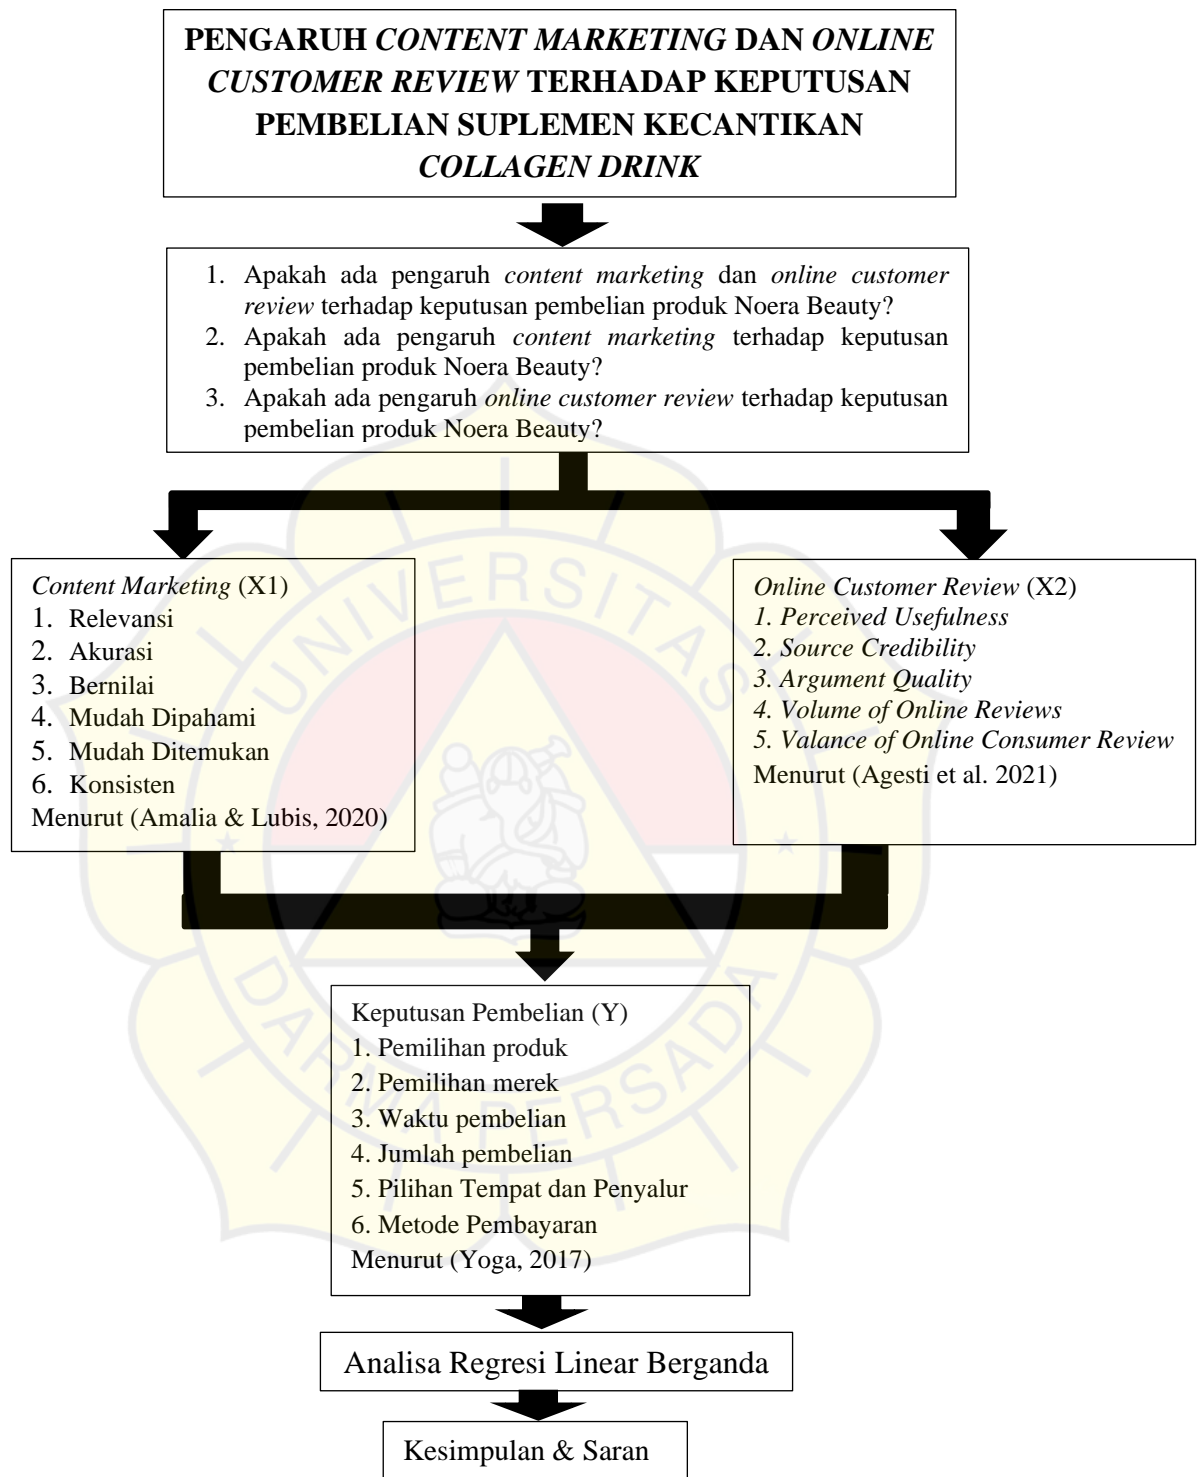 PENGARUH CONTENT MARKETING DAN ONLINE
CUSTOMER REVIEW TERHADAP KEPUTUSAN
PEMBELIAN SUPLEMEN KECANTIKAN
COLLAGEN DRINK
1. Apakah ada pengaruh content marketing dan online customer
review terhadap keputusan pembelian produk Noera Beauty?
2. Apakah ada pengaruh content marketing terhadap keputusan
pembelian produk Noera Beauty?
3. Apakah ada pengaruh online customer review terhadap keputusan
pembelian produk Noera Beauty?
Content Marketing (X1)
1. Relevansi
2. Akurasi
3. Bernilai
4. Mudah Dipahami
5. Mudah Ditemukan
6. Konsisten
Menurut (Amalia & Lubis, 2020)
Online Customer Review (X2)
1. Perceived Usefulness
2. Source Credibility
3. Argument Quality
4. Volume of Online Reviews
5. Valance of Online Consumer Review
Menurut (Agesti et al. 2021)
Keputusan Pembelian (Y)
1. Pemilihan produk
2. Pemilihan merek
3. Waktu pembelian
4. Jumlah pembelian
5. Pilihan Tempat dan Penyalur
6. Metode Pembayaran
Menurut (Yoga, 2017)
Analisa Regresi Linear Berganda
Kesimpulan & Saran
UNIVERSITAS
DARMA PERSADA